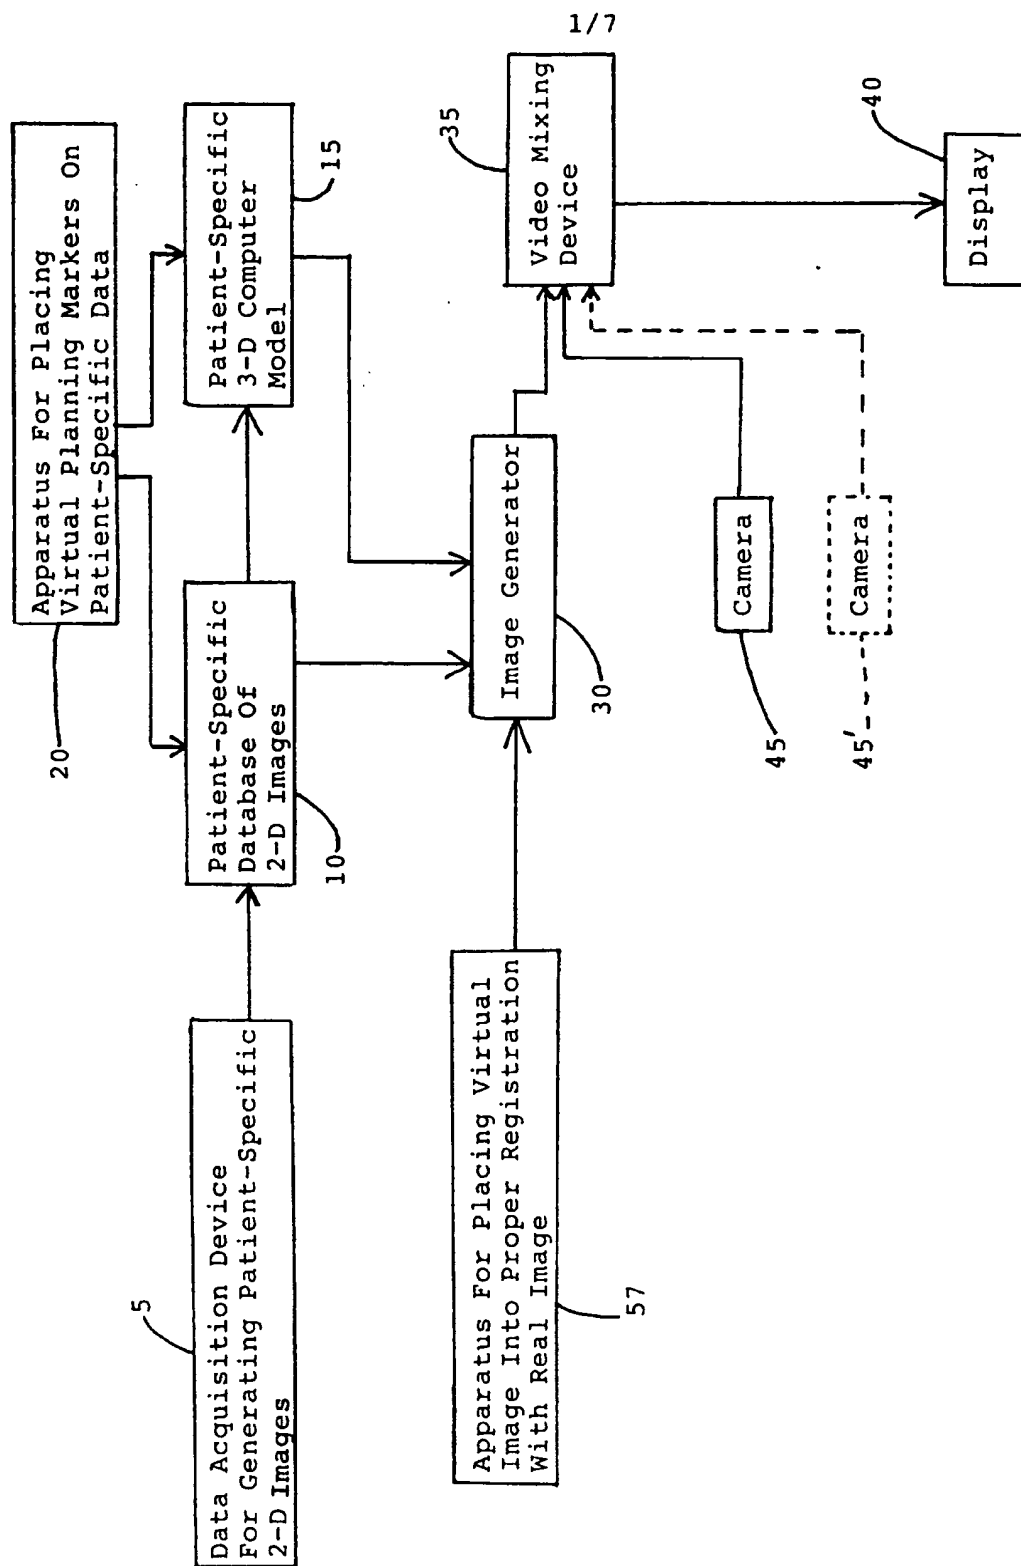 1/7
Apparatus For Placing
Virtual Planning Markers On
Patient-Specific Data
20
Data Acquisition Device
For Generating Patient-Specific
2-D Images
5
Patient-Specific
Database Of
2-D Images
10
Patient-Specific
3-D Computer
Model
15
Apparatus For Placing Virtual
Image Into Proper Registration
With Real Image
57
Image Generator
30
Video Mixing
Device
35
Camera
45
Camera
45'
Display
40